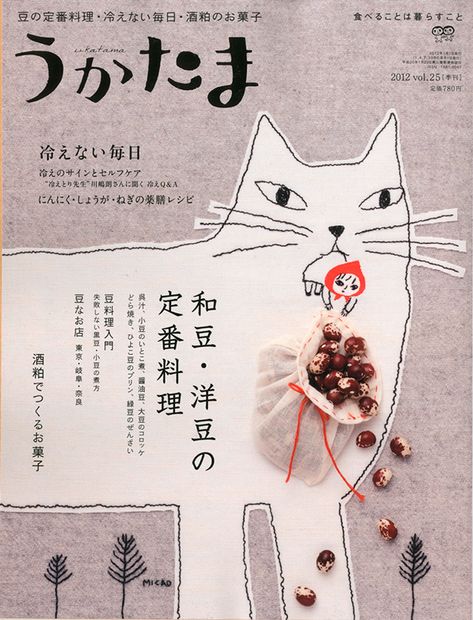 豆の定番料理・冷えない毎日・酒粕のお菓子
食べることは暮らすこと
ukatama
うかたま
2012 vol.25［季刊］
定価780円
冷えない毎日
冷えのサインとセルフケア
“冷えとり先生”川嶋朗さんに聞く 冷えQ&A
にんにく・しょうが・ねぎの薬膳レシピ
和豆・洋豆の
定番料理
呉汁、小豆のいとこ煮、醤油豆、大豆のコロッケ
どら焼き、ひよこ豆のプリン、緑豆のぜんざい
豆料理入門
失敗しない黒豆・小豆の煮方
豆なお店 東京・岐阜・奈良
酒粕でつくるお菓子
MICAO